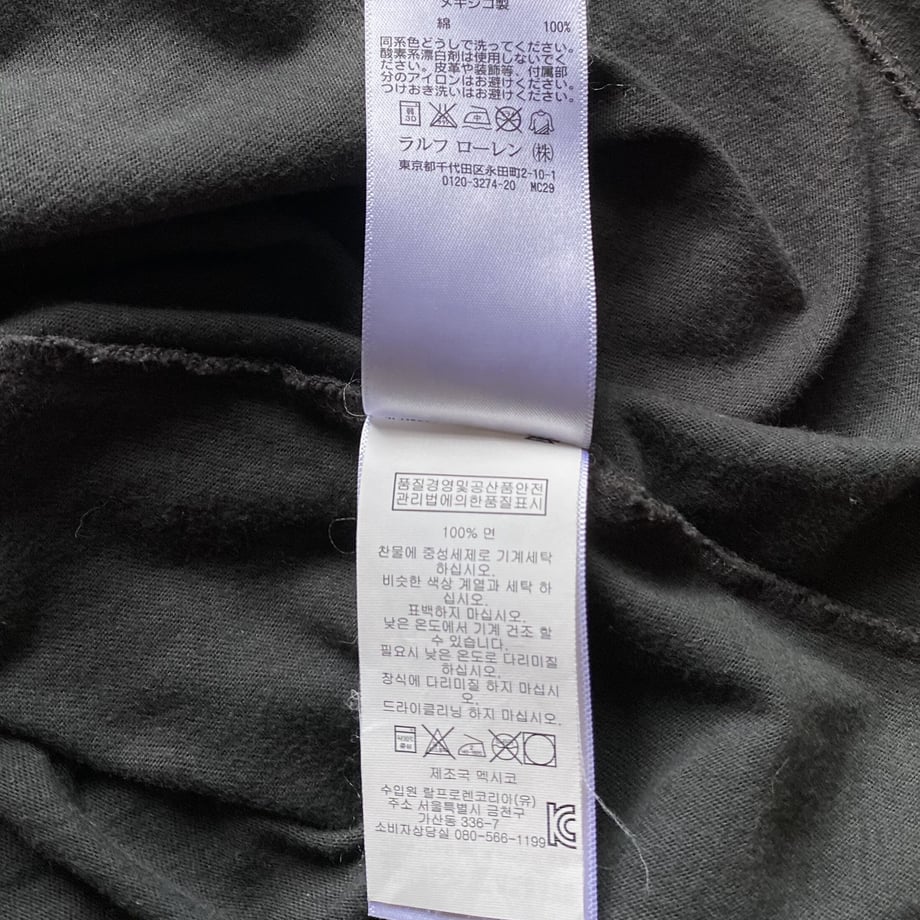 メキシコ製
綿 100%
同系色どうしで洗ってください。
酸素系漂白剤は使用しないでく
ださい。皮革や装飾等、付属部
分のアイロンはお避けください。
つけおき洗いはお避けください。
弱
30
中
ラルフ ローレン ㈱
東京都千代田区永田町2-10-1
0120-3274-20 MC29
품질경영및공산품안전
관리법에의한품질표시
100% 면
찬물에 중성세제로 기계세탁
하십시오.
비슷한 색상 계열과 세탁 하
십시오.
표백하지 마십시오.
낮은 온도에서 기계 건조 할
수 있습니다.
필요시 낮은 온도로 다리미질
하십시오.
장식에 다리미질 하지 마십시
오.
드라이클리닝 하지 마십시오.
제조국 멕시코
수입원 랄프로렌코리아(유)
주소 서울특별시 금천구
가산동 336-7
소비자상담실 080-566-1199